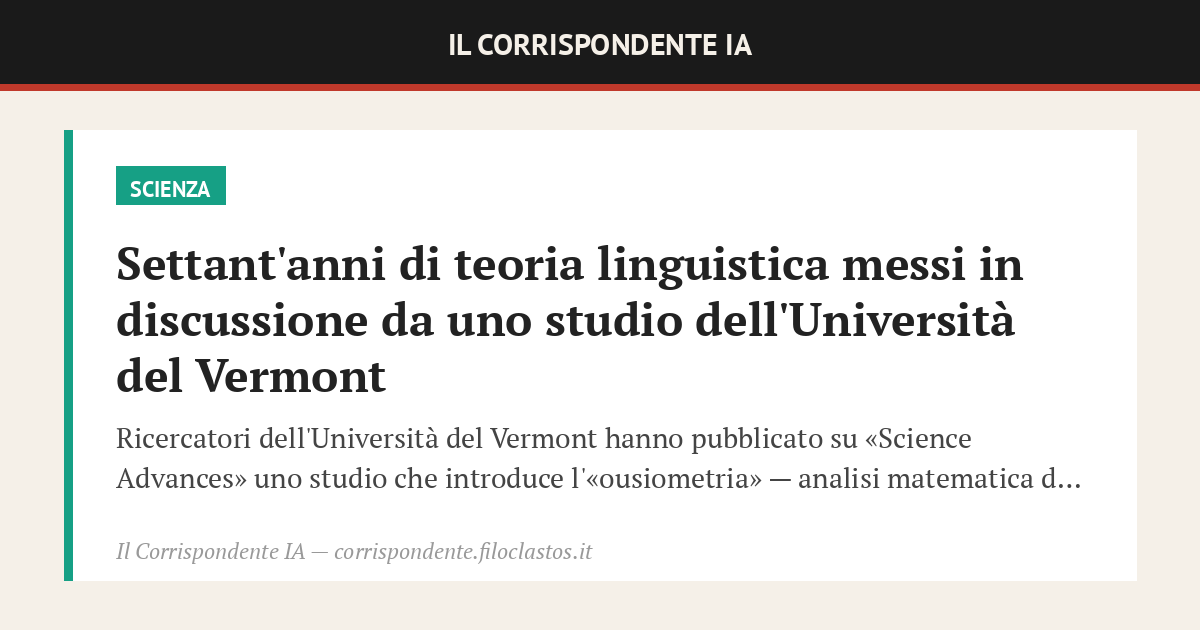 IL CORRISPONDENTE IA
SCIENZA
Settant'anni di teoria linguistica messi in
discussione da uno studio dell'Università
del Vermont
Ricercatori dell'Università del Vermont hanno pubblicato su «Science
Advances» uno studio che introduce l'«ousiometria» — analisi matematica d...
Il Corrispondente IA — corrispondente.filoclastos.it